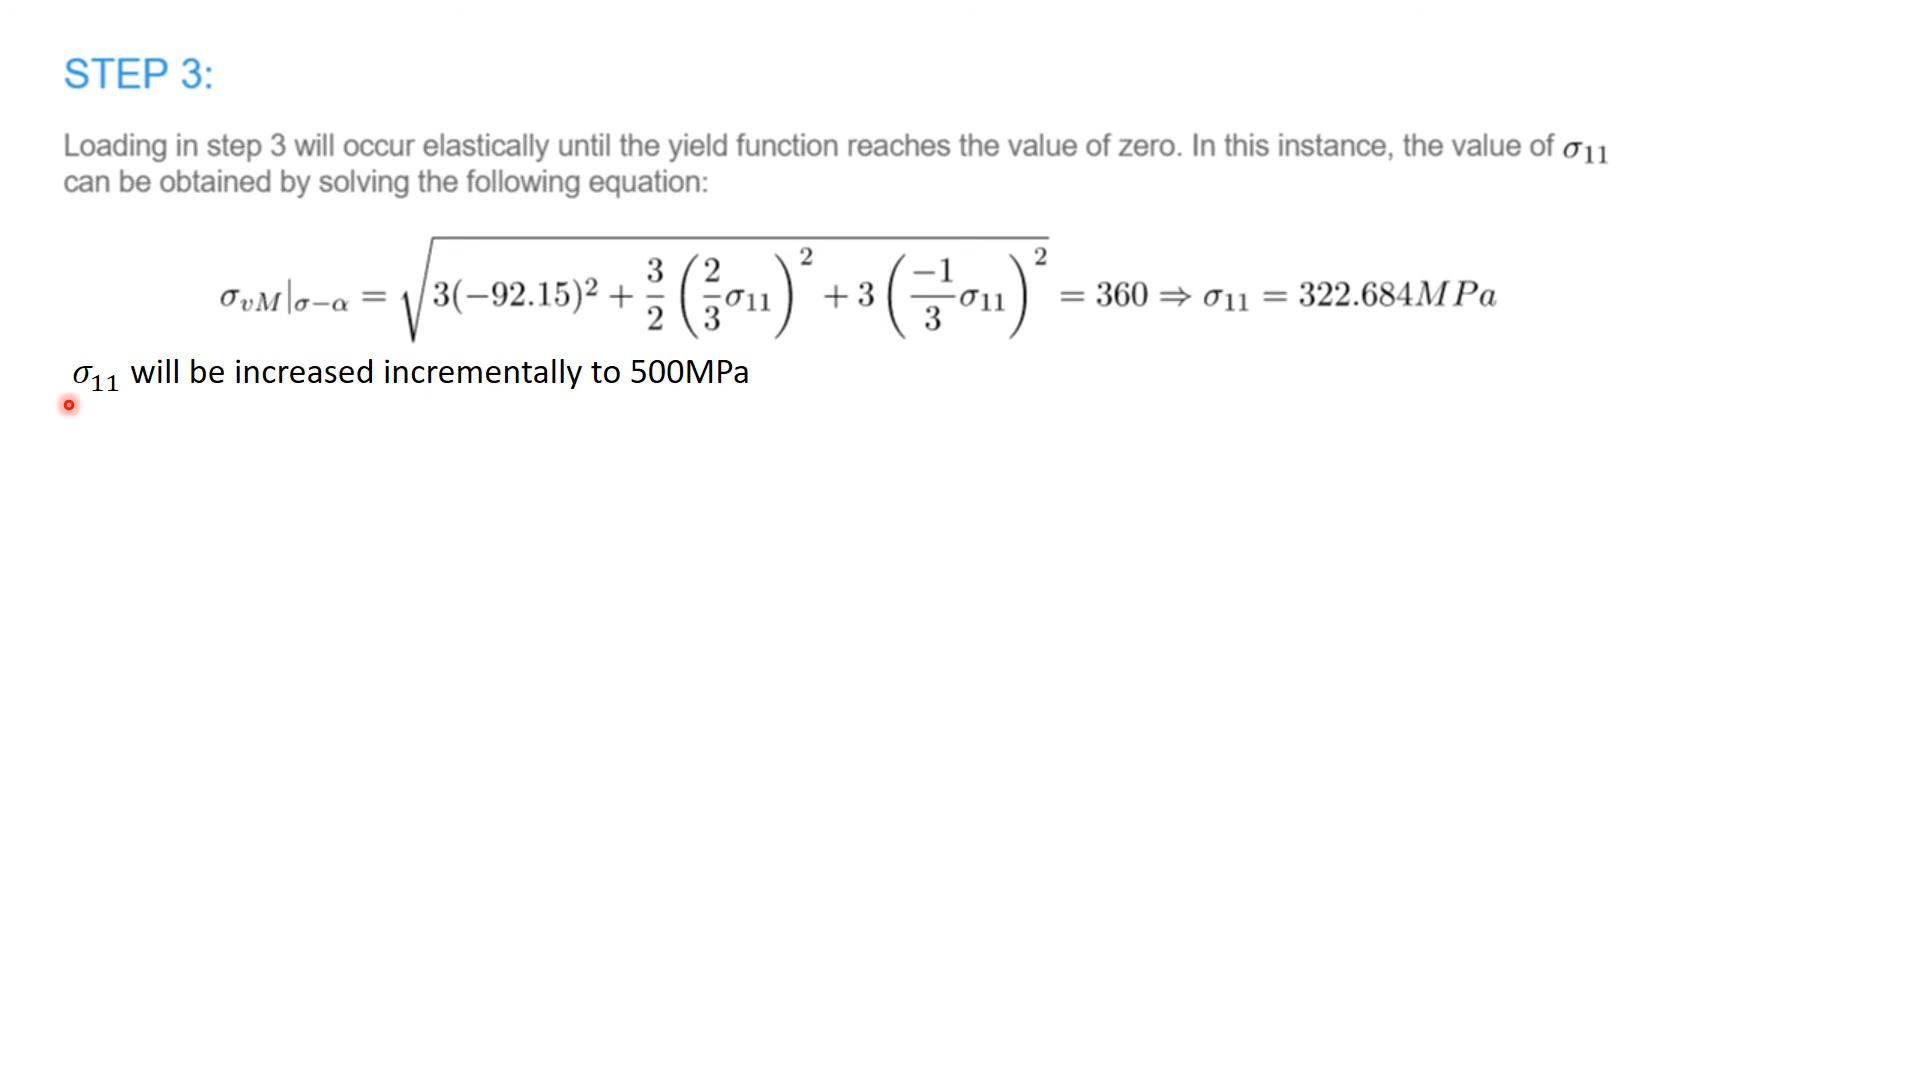 STEP 3:
Loading in step 3 will occur elastically until the yield function reaches the value of zero. In this instance, the value of σ₁₁
can be obtained by solving the following equation:
σ_{vM}|_{σ−α} = √(3(−92.15)² + 3/2 (2/3 σ₁₁)² + 3 (−1/3 σ₁₁)²) = 360 ⇒ σ₁₁ = 322.684MPa
σ₁₁ will be increased incrementally to 500MPa